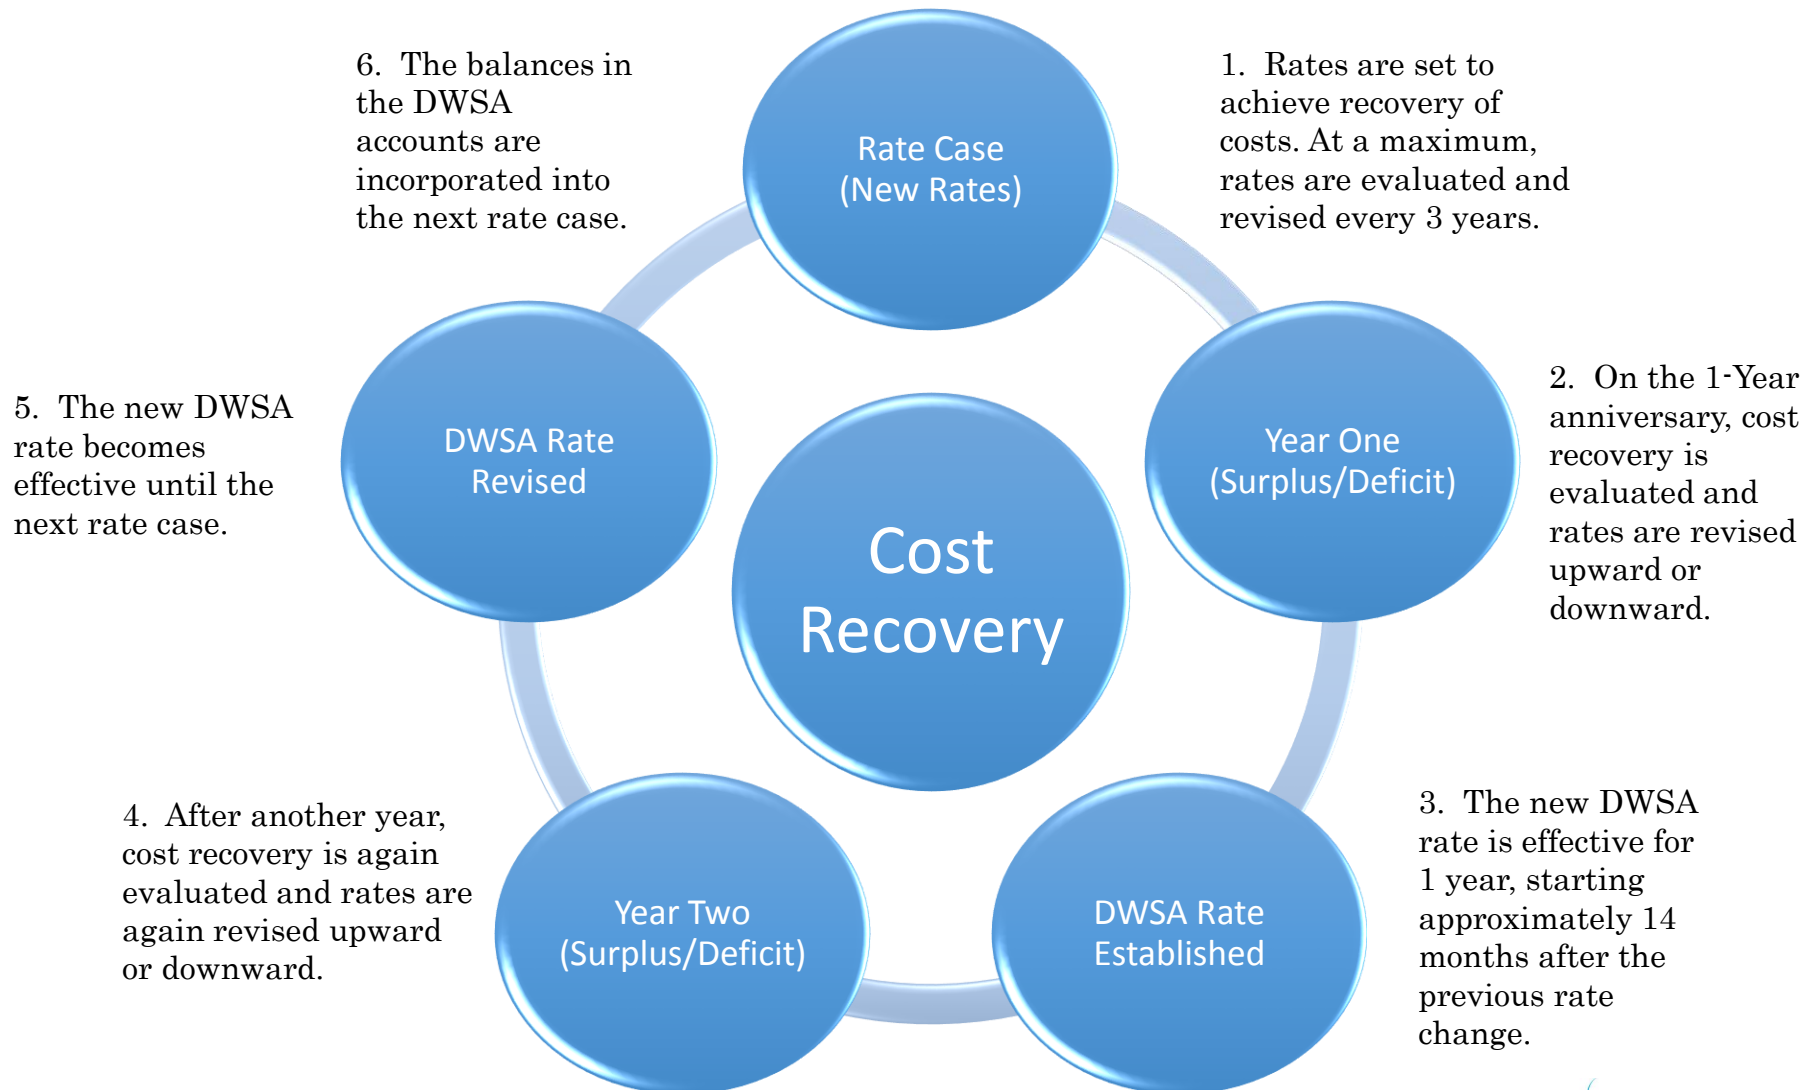 6. The balances in
the DWSA
accounts are
incorporated into
the next rate case.
Rate Case
(New Rates)
1. Rates are set to
achieve recovery of
costs. At a maximum,
rates are evaluated and
revised every 3 years.
5. The new DWSA
rate becomes
effective until the
next rate case.
DWSA Rate
Revised
Year One
(Surplus/Deficit)
2. On the 1-Year
anniversary, cost
recovery is
evaluated and
rates are revised
upward or
downward.
Cost
Recovery
4. After another year,
cost recovery is again
evaluated and rates are
again revised upward
or downward.
Year Two
(Surplus/Deficit)
DWSA Rate
Established
3. The new DWSA
rate is effective for
1 year, starting
approximately 14
months after the
previous rate
change.